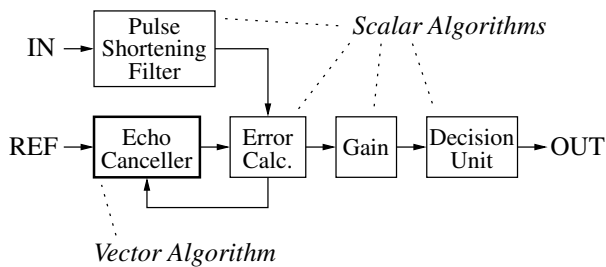 IN
Pulse
Shortening
Filter
Scalar Algorithms
REF
Echo
Canceller
Error
Calc.
Gain
Decision
Unit
OUT
Vector Algorithm